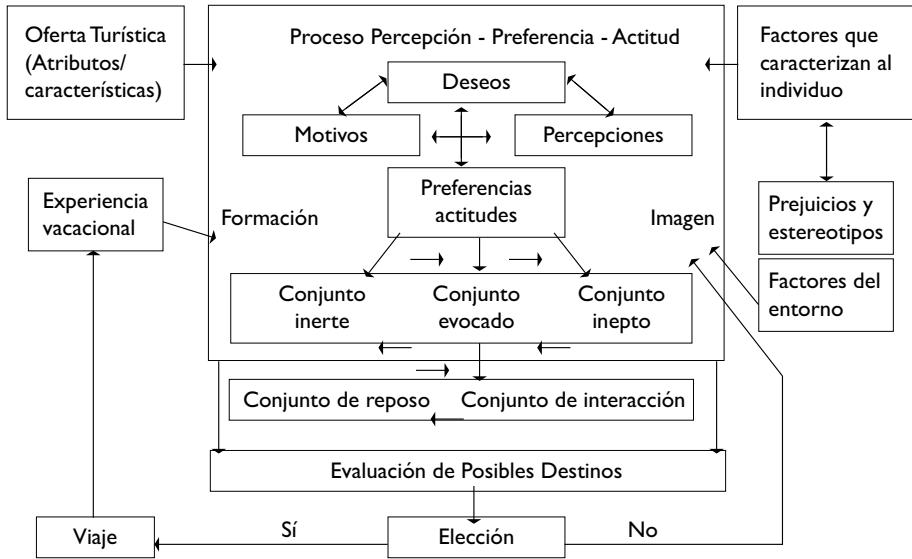 Oferta Turística
(Atributos/
características)
Proceso Percepción - Preferencia - Actitud
Factores que
caracterizan al
individuo
Deseos
Motivos
Percepciones
Preferencias
actitudes
Experiencia
vacacional
Formación
Imagen
Prejuicios y
estereotipos
Factores del
entorno
Conjunto
inerte
Conjunto
evocado
Conjunto
inepto
Conjunto de reposo
Conjunto de interacción
Evaluación de Posibles Destinos
Viaje
Sí
Elección
No